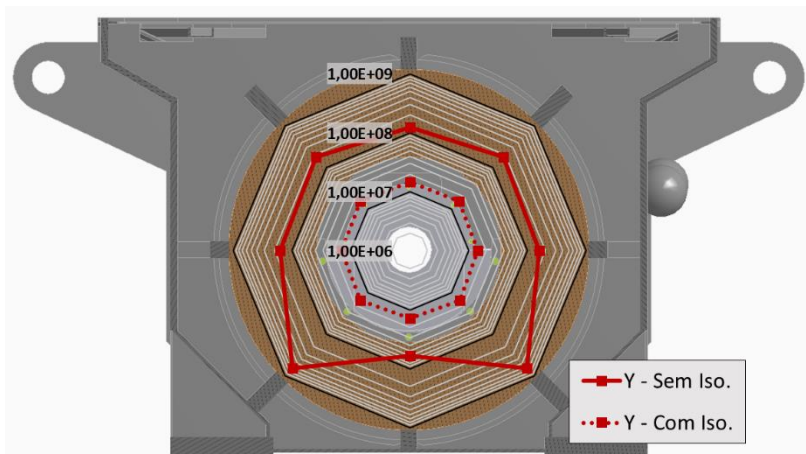 1,00E+09
1,00E+08
1,00E+07
1,00E+06
Y - Sem Iso.
Y - Com Iso.